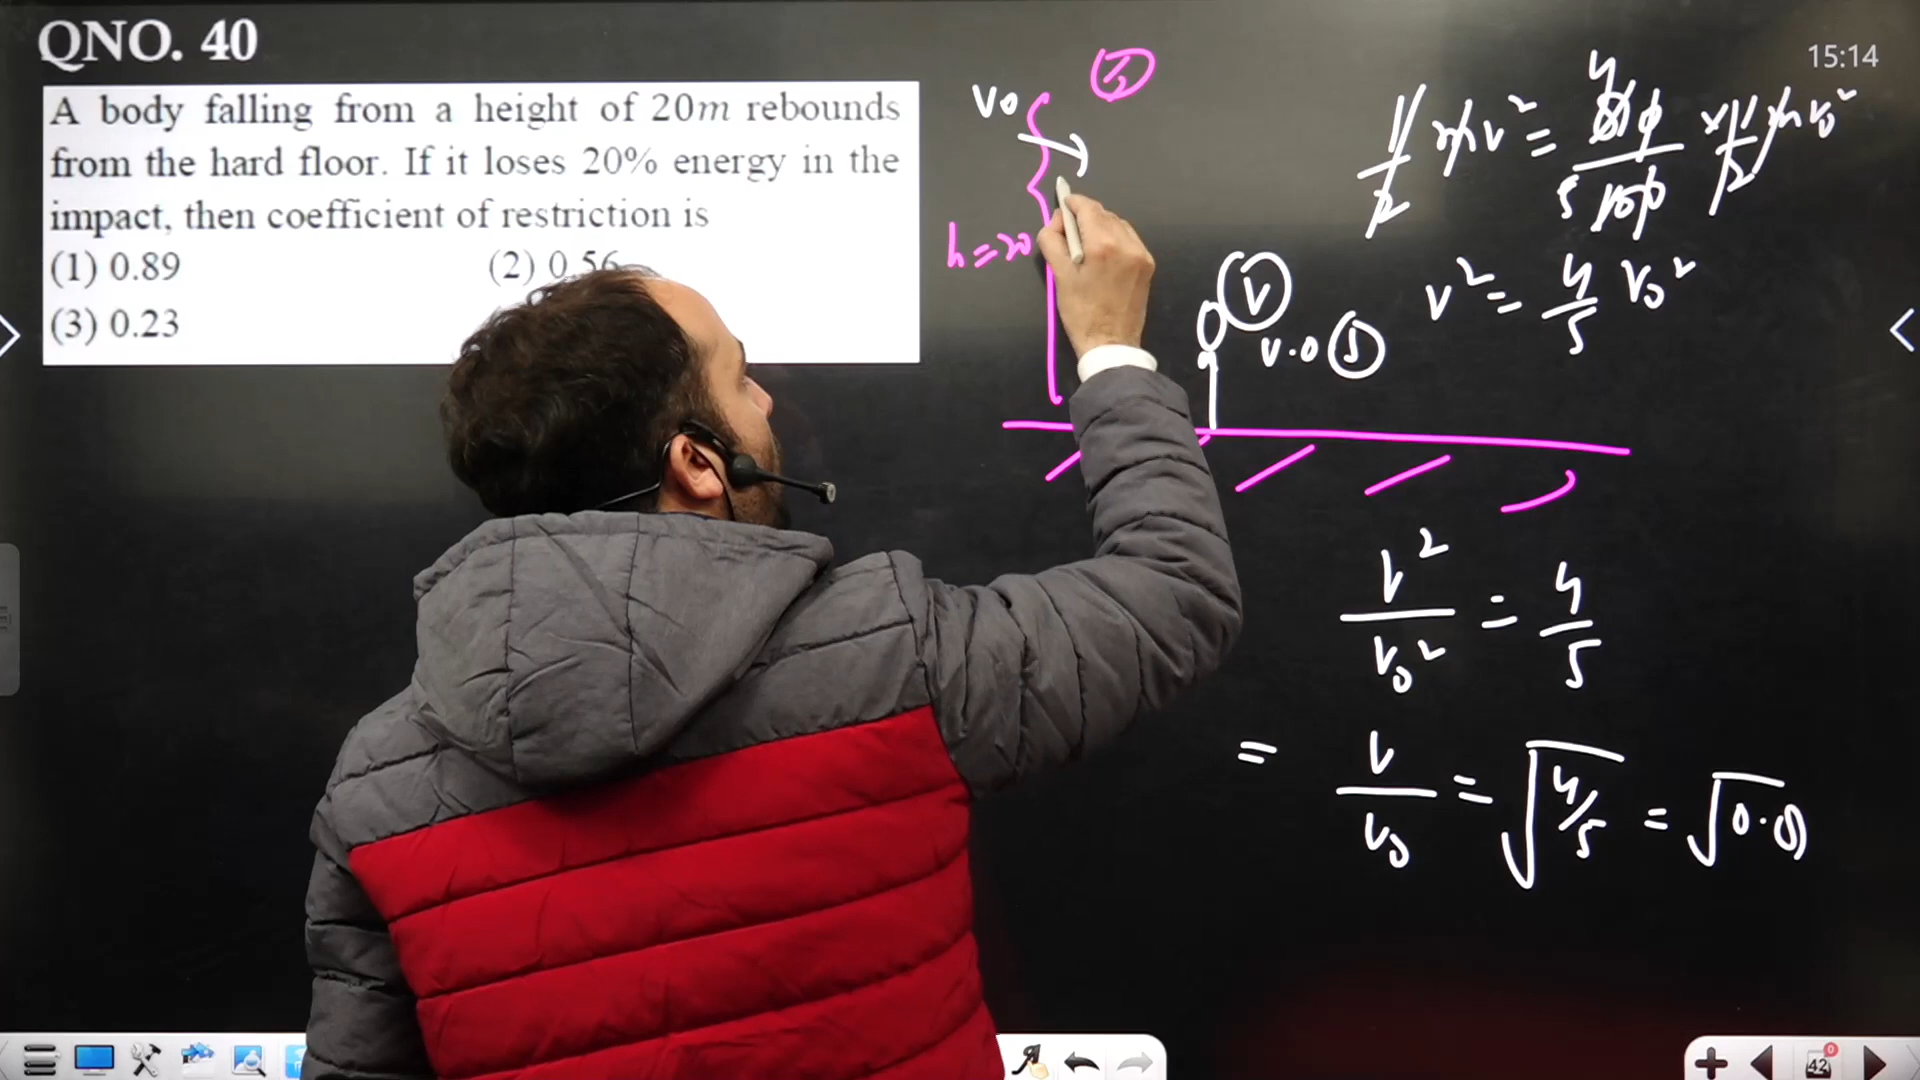 QNO. 40
15:14
A body falling from a height of 20m rebounds
from the hard floor. If it loses 20% energy in the
impact, then coefficient of restriction is
(1) 0.89
(2) 0.56
(3) 0.23
V0
h=20
V
V.0
v² = 4/5 V0²
V²/V0² = 4/5
= V/V0 = √4/5 = √0.8
0
42